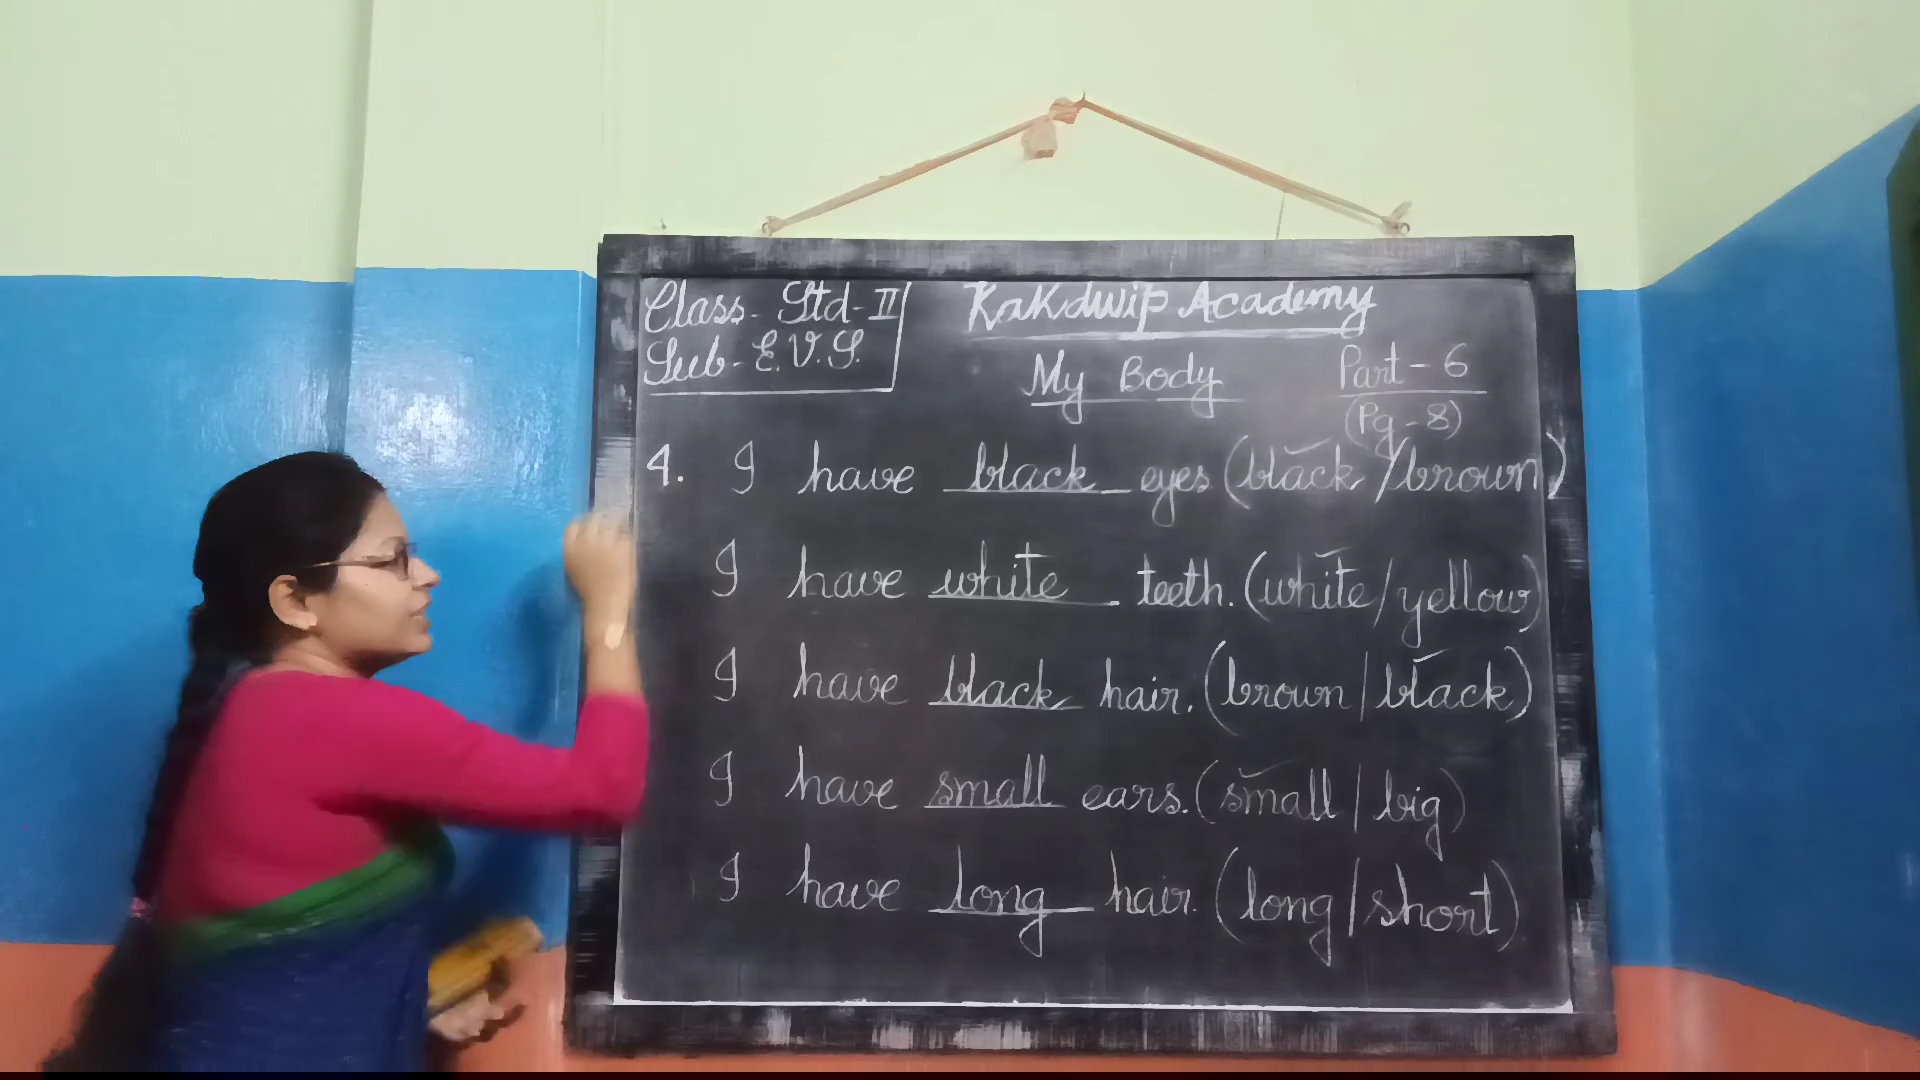 Class- Std-II
Sub- E.V.S.
KaKdwip Academy
My Body
Part - 6
(Pg - 8)
4. I have black eyes (black/brown)
I have white teeth. (white/yellow)
I have black hair. (brown/black)
I have small ears. (small/big)
I have long hair. (long/short)